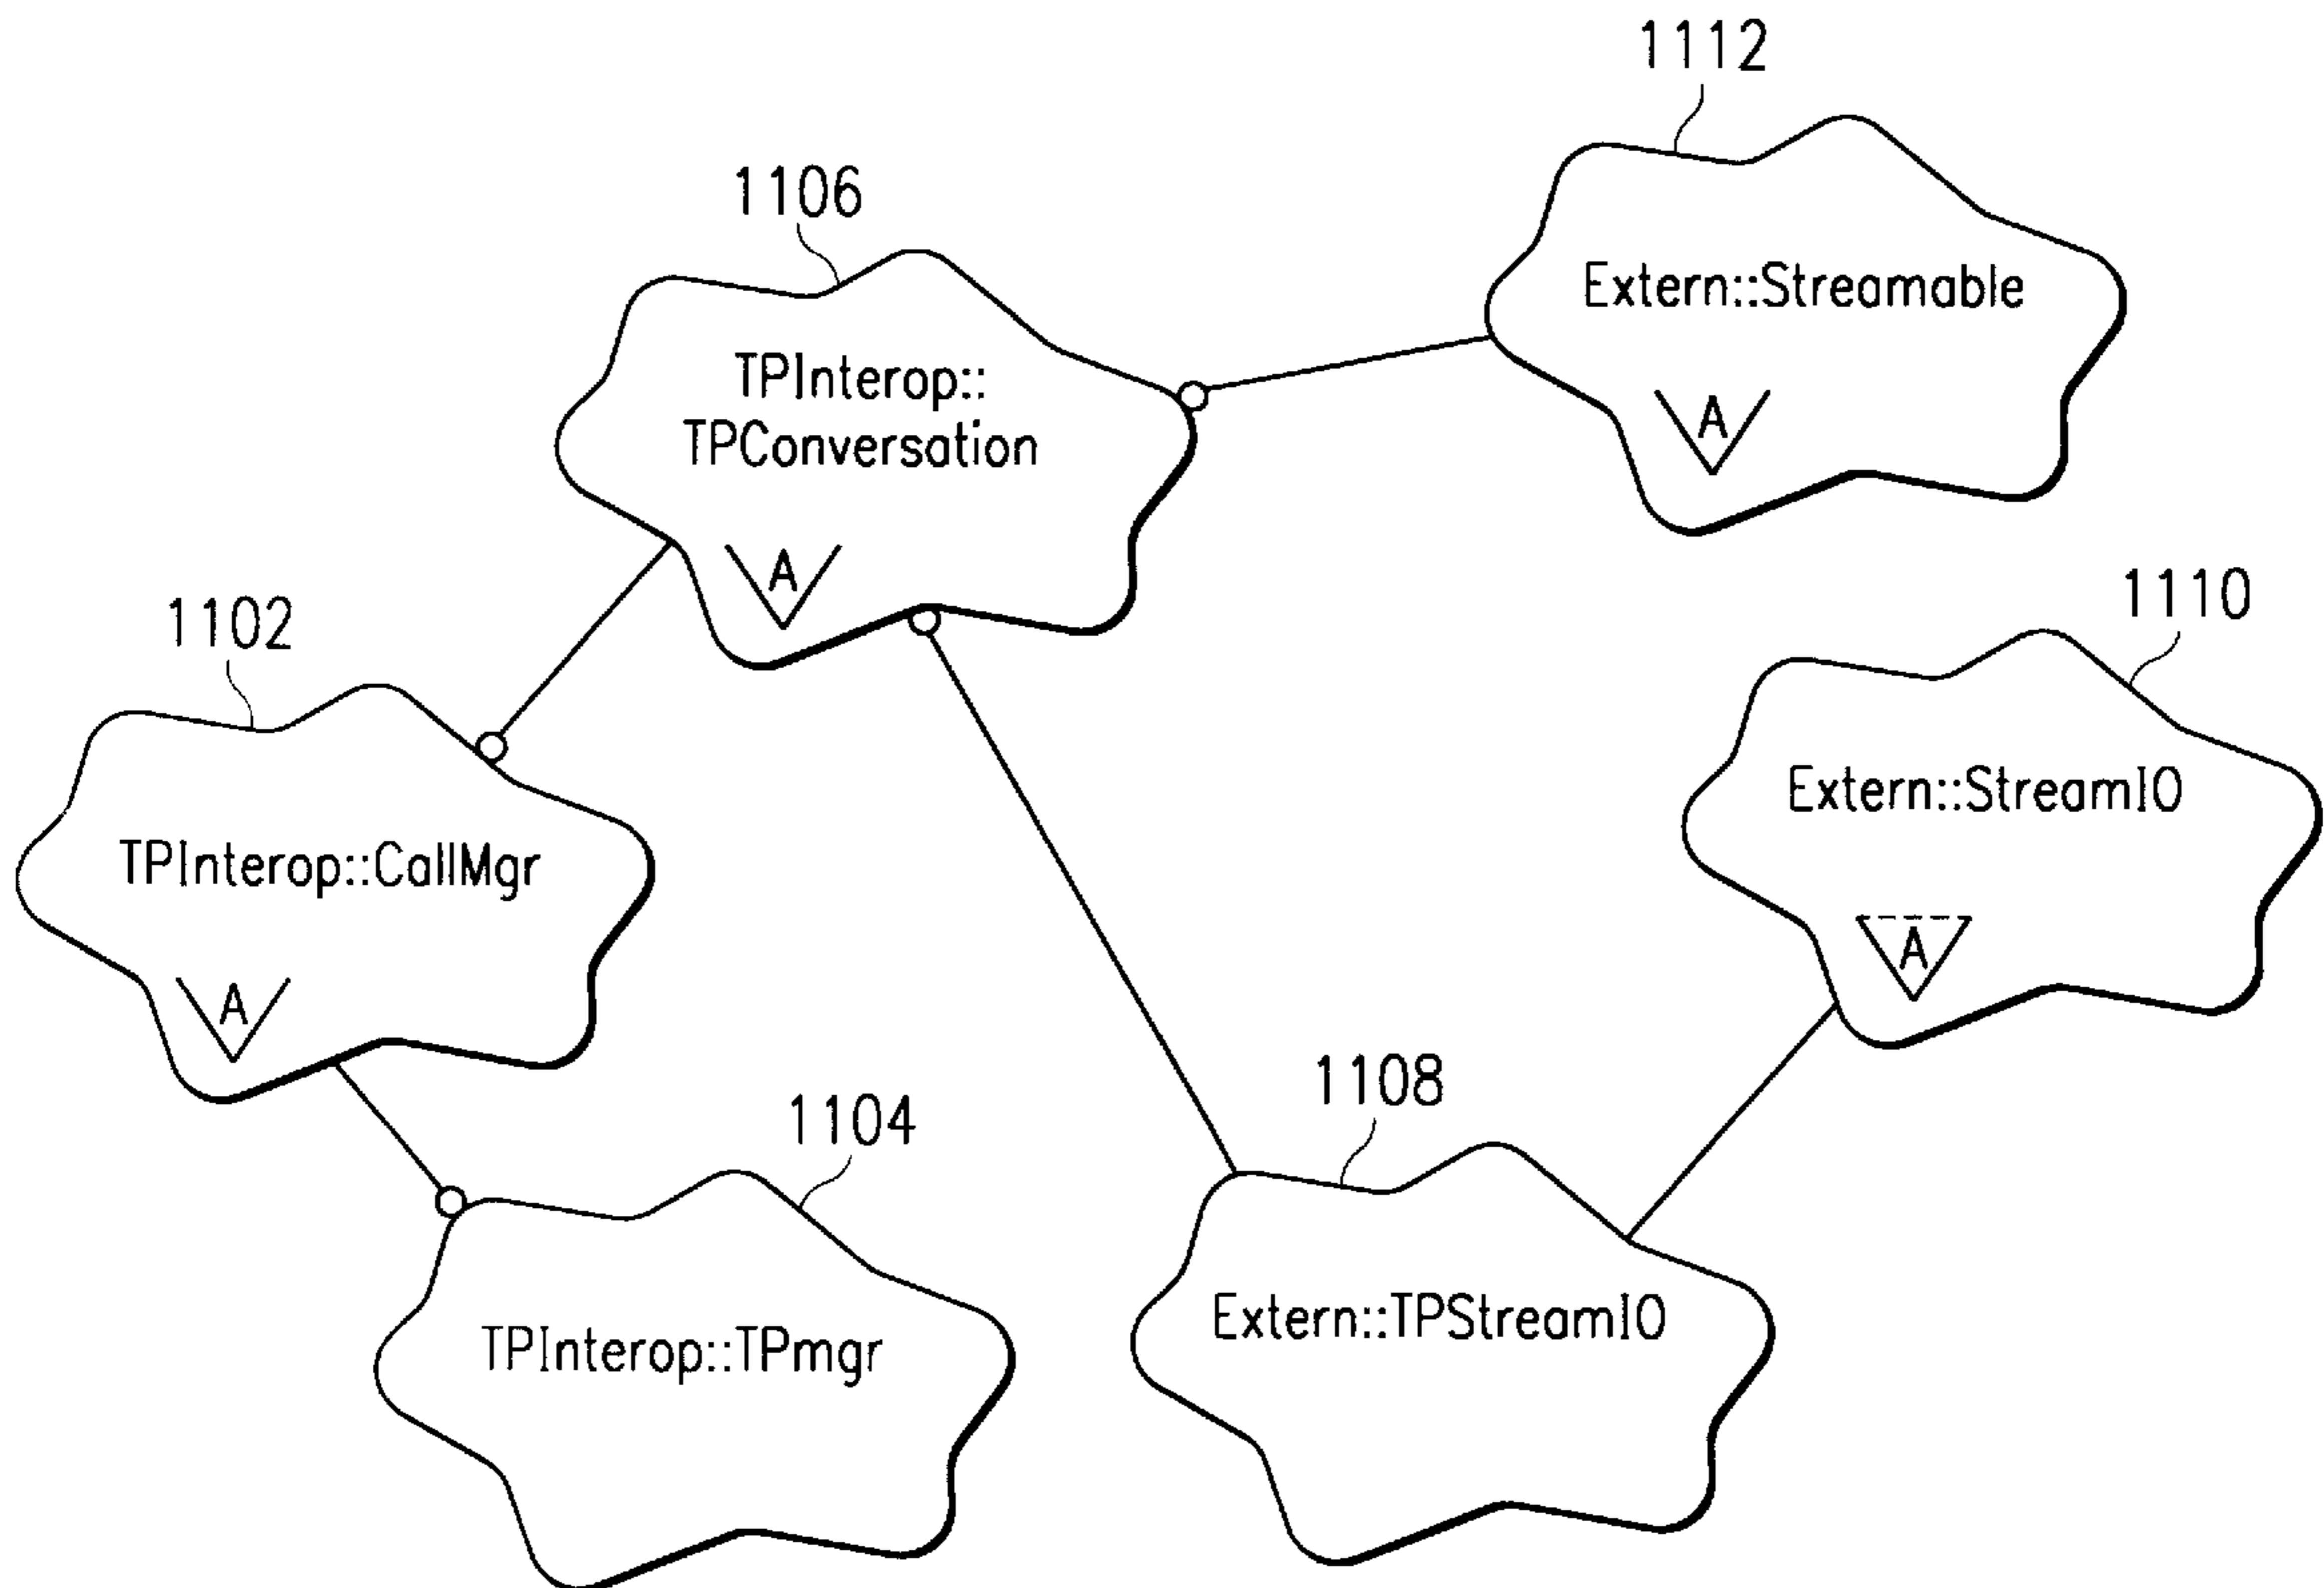 1112
1106
Extern::Streamable
A
TPInterop::
TPConversation
A
1110
1102
Extern::StreamIO
A
TPInterop::CallMgr
A
1108
1104
Extern::TPStreamIO
TPInterop::TPmgr